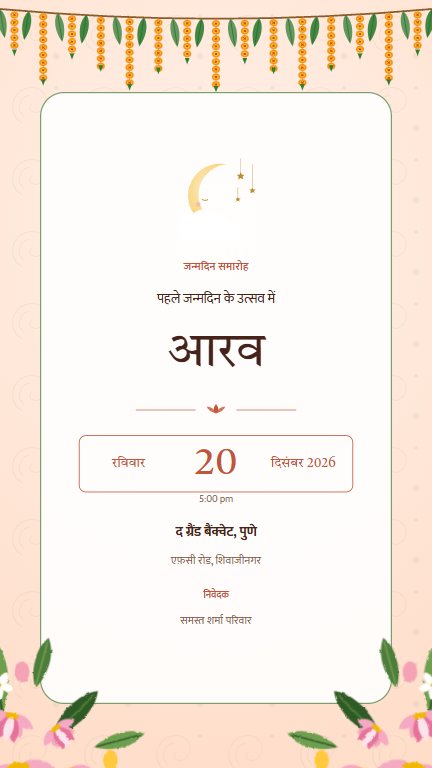 जन्मदिन समारोह
पहले जन्मदिन के उत्सव में
आरव
रविवार 20 दिसंबर 2026
5:00 pm
द ग्रैंड बैंक्वेट, पुणे
एफ़सी रोड, शिवाजीनगर
निवेदक
समस्त शर्मा परिवार